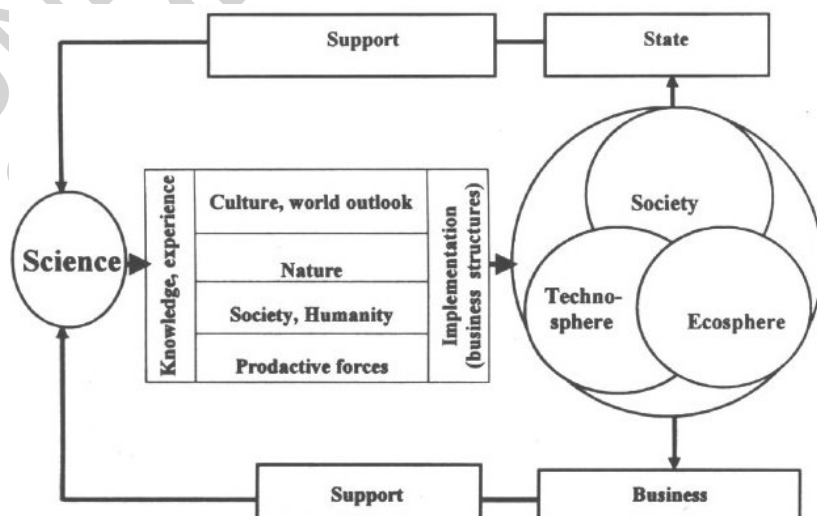 Support
State
Science
Knowledge, experience
Culture, world outlook
Nature
Society, Humanity
Prodactive forces
Implementation
(business structures)
Society
Techno-
sphere
Ecosphere
Support
Business